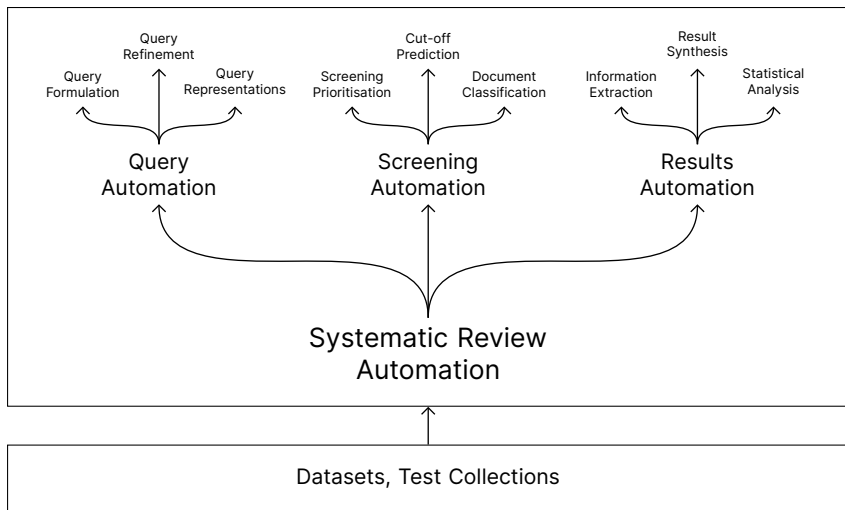 Query
Refinement
Query
Formulation
Query
Representations
Query
Automation
Cut-off
Prediction
Screening
Prioritisation
Document
Classification
Screening
Automation
Result
Synthesis
Information
Extraction
Statistical
Analysis
Results
Automation
Systematic Review
Automation
Datasets, Test Collections